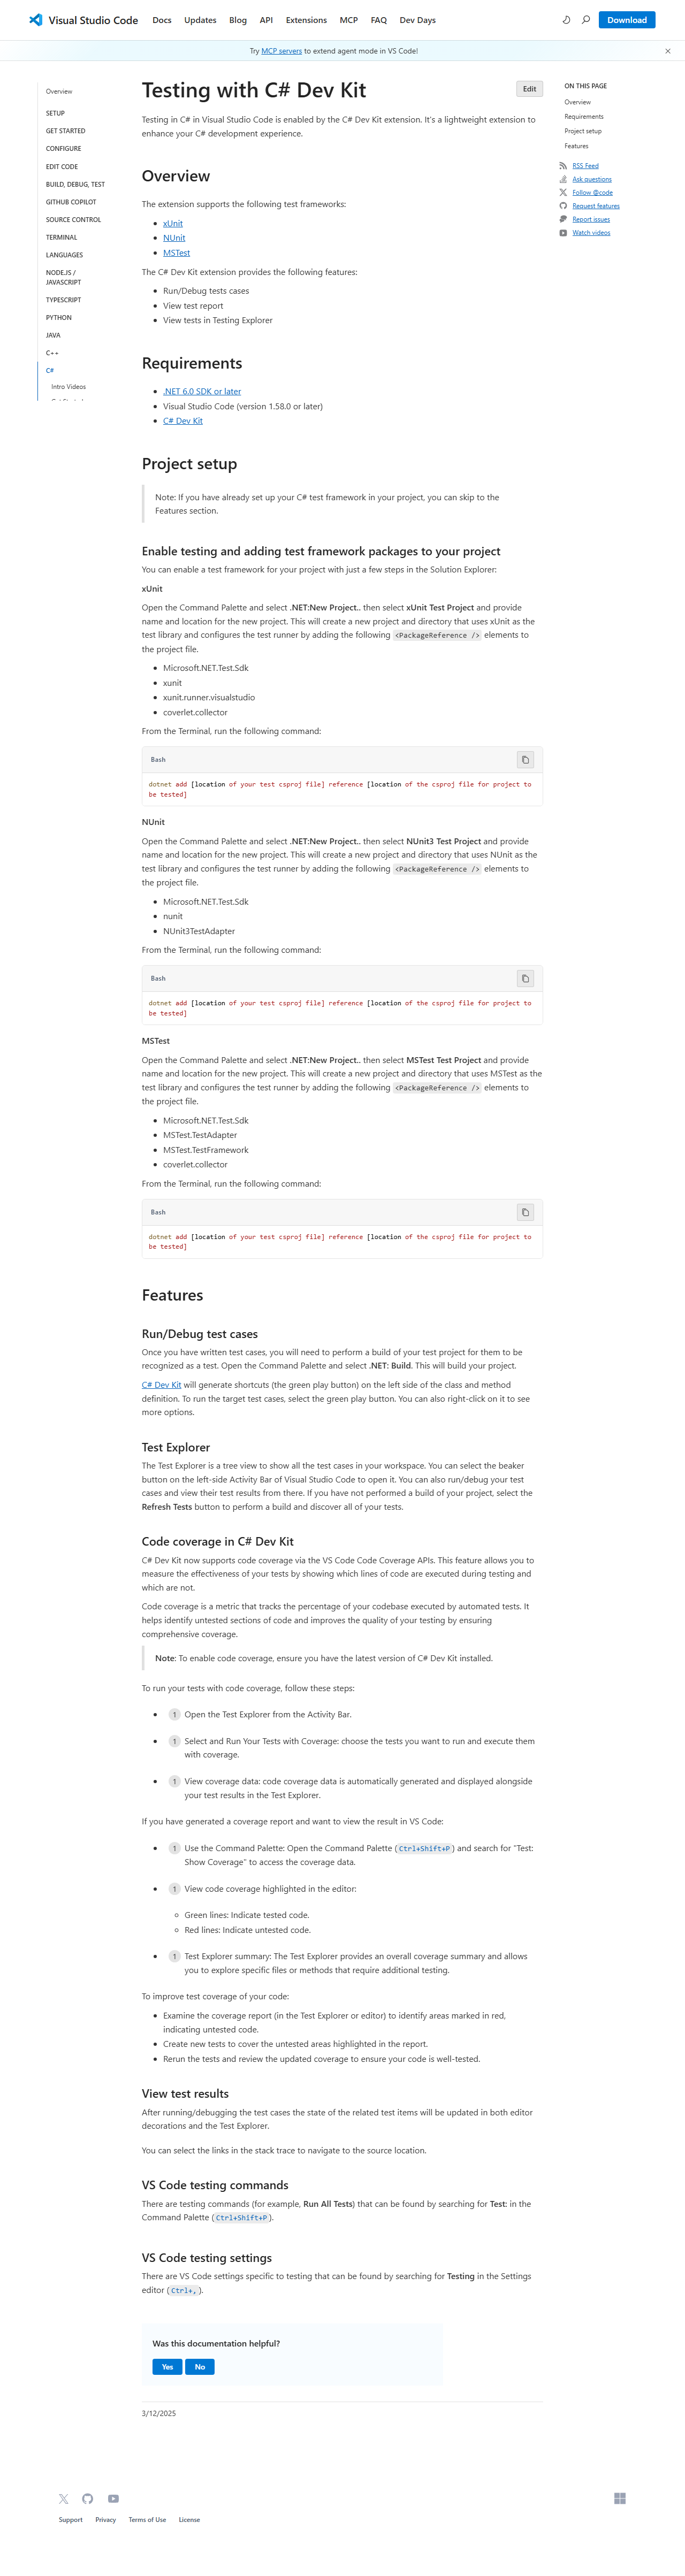 Visual Studio Code Docs Updates Blog API Extensions MCP FAQ Dev Days Download
Try MCP servers to extend agent mode in VS Code!
Overview
SETUP
GET STARTED
CONFIGURE
EDIT CODE
BUILD, DEBUG, TEST
GITHUB COPILOT
SOURCE CONTROL
TERMINAL
LANGUAGES
NODE.JS /
JAVASCRIPT
TYPESCRIPT
PYTHON
JAVA
C++
C#
Intro Videos
Testing with C# Dev Kit
Edit
Testing in C# in Visual Studio Code is enabled by the C# Dev Kit extension. It's a lightweight extension to
enhance your C# development experience.
Overview
The extension supports the following test frameworks:
• xUnit
• NUnit
• MSTest
The C# Dev Kit extension provides the following features:
• Run/Debug tests cases
• View test report
• View tests in Testing Explorer
Requirements
• .NET 6.0 SDK or later
• Visual Studio Code (version 1.58.0 or later)
• C# Dev Kit
Project setup
Note: If you have already set up your C# test framework in your project, you can skip to the
Features section.
Enable testing and adding test framework packages to your project
You can enable a test framework for your project with just a few steps in the Solution Explorer:
xUnit
Open the Command Palette and select .NET:New Project.. then select xUnit Test Project and provide
name and location for the new project. This will create a new project and directory that uses xUnit as the
test library and configures the test runner by adding the following <PackageReference /> elements to
the project file.
• Microsoft.NET.Test.Sdk
• xunit
• xunit.runner.visualstudio
• coverlet.collector
From the Terminal, run the following command:
Bash
dotnet add [location of your test csproj file] reference [location of the csproj file for project to
be tested]
NUnit
Open the Command Palette and select .NET:New Project.. then select NUnit3 Test Project and provide
name and location for the new project. This will create a new project and directory that uses NUnit as the
test library and configures the test runner by adding the following <PackageReference /> elements to
the project file.
• Microsoft.NET.Test.Sdk
• nunit
• NUnit3TestAdapter
From the Terminal, run the following command:
Bash
dotnet add [location of your test csproj file] reference [location of the csproj file for project to
be tested]
MSTest
Open the Command Palette and select .NET:New Project.. then select MSTest Test Project and provide
name and location for the new project. This will create a new project and directory that uses MSTest as the
test library and configures the test runner by adding the following <PackageReference /> elements to
the project file.
• Microsoft.NET.Test.Sdk
• MSTest.TestAdapter
• MSTest.TestFramework
• coverlet.collector
From the Terminal, run the following command:
Bash
dotnet add [location of your test csproj file] reference [location of the csproj file for project to
be tested]
Features
Run/Debug test cases
Once you have written test cases, you will need to perform a build of your test project for them to be
recognized as a test. Open the Command Palette and select .NET: Build. This will build your project.
C# Dev Kit will generate shortcuts (the green play button) on the left side of the class and method
definition. To run the target test cases, select the green play button. You can also right-click on it to see
more options.
Test Explorer
The Test Explorer is a tree view to show all the test cases in your workspace. You can select the beaker
button on the left-side Activity Bar of Visual Studio Code to open it. You can also run/debug your test
cases and view their test results from there. If you have not performed a build of your project, select the
Refresh Tests button to perform a build and discover all of your tests.
Code coverage in C# Dev Kit
C# Dev Kit now supports code coverage via the VS Code Code Coverage APIs. This feature allows you to
measure the effectiveness of your tests by showing which lines of code are executed during testing and
which are not.
Code coverage is a metric that tracks the percentage of your codebase executed by automated tests. It
helps identify untested sections of code and improves the quality of your testing by ensuring
comprehensive coverage.
Note: To enable code coverage, ensure you have the latest version of C# Dev Kit installed.
To run your tests with code coverage, follow these steps:
• 1 Open the Test Explorer from the Activity Bar.
• 1 Select and Run Your Tests with Coverage: choose the tests you want to run and execute them
with coverage.
• 1 View coverage data: code coverage data is automatically generated and displayed alongside
your test results in the Test Explorer.
If you have generated a coverage report and want to view the result in VS Code:
• 1 Use the Command Palette: Open the Command Palette (Ctrl+Shift+P) and search for "Test:
Show Coverage" to access the coverage data.
• 1 View code coverage highlighted in the editor:
○ Green lines: Indicate tested code.
○ Red lines: Indicate untested code.
• 1 Test Explorer summary: The Test Explorer provides an overall coverage summary and allows
you to explore specific files or methods that require additional testing.
To improve test coverage of your code:
• Examine the coverage report (in the Test Explorer or editor) to identify areas marked in red,
indicating untested code.
• Create new tests to cover the untested areas highlighted in the report.
• Rerun the tests and review the updated coverage to ensure your code is well-tested.
View test results
After running/debugging the test cases the state of the related test items will be updated in both editor
decorations and the Test Explorer.
You can select the links in the stack trace to navigate to the source location.
VS Code testing commands
There are testing commands (for example, Run All Tests) that can be found by searching for Test: in the
Command Palette (Ctrl+Shift+P).
VS Code testing settings
There are VS Code settings specific to testing that can be found by searching for Testing in the Settings
editor (Ctrl+,).
Was this documentation helpful?
Yes No
3/12/2025
ON THIS PAGE
Overview
Requirements
Project setup
Features
RSS Feed
Ask questions
Follow @code
Request features
Report issues
Watch videos
Support Privacy Terms of Use License